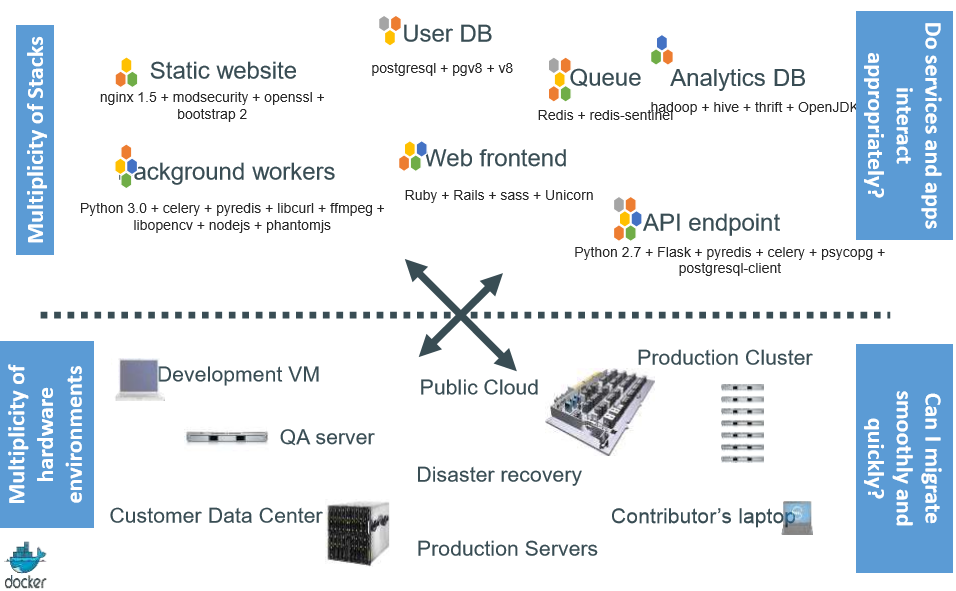 Multiplicity of Stacks
User DB
postgresql + pgv8 + v8
Static website
nginx 1.5 + modsecurity + openssl +
bootstrap 2
Queue
Redis + redis-sentinel
Analytics DB
hadoop + hive + thrift + OpenJDK
Do services and apps
interact
appropriately?
ackground workers
Python 3.0 + celery + pyredis + libcurl + ffmpeg +
libopencv + nodejs + phantomjs
Web frontend
Ruby + Rails + sass + Unicorn
API endpoint
Python 2.7 + Flask + pyredis + celery + psycopg +
postgresql-client
Multiplicity of
hardware
environments
Development VM
Public Cloud
Production Cluster
QA server
Disaster recovery
Customer Data Center
Production Servers
Contributor’s laptop
Can I migrate
smoothly and
quickly?
docker